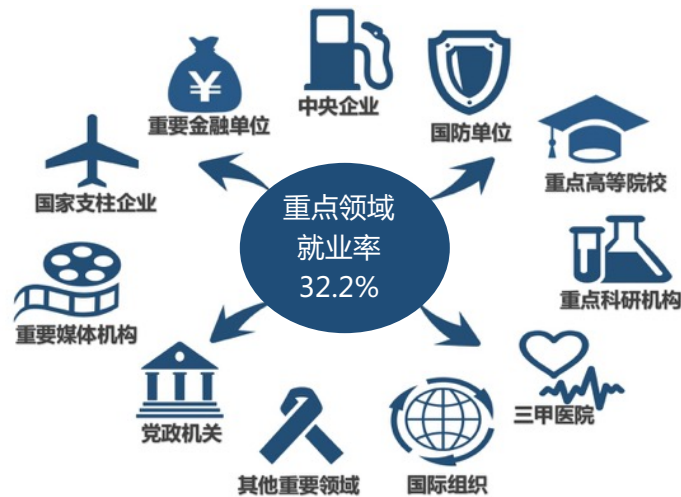 中央企业
重要金融单位
国防单位
重点高等院校
国家支柱企业
重点领域
就业率
32.2%
重点科研机构
重要媒体机构
三甲医院
党政机关
其他重要领域
国际组织
¥